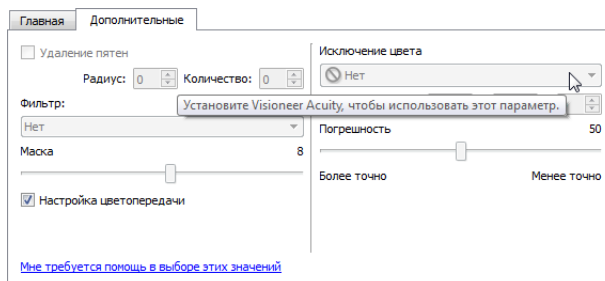 Главная Дополнительные
Удаление пятен
Радиус: 0 Количество: 0
Фильтр:
Нет
Маска 8
Настройка цветопередачи
Мне требуется помощь в выборе этих значений
Исключение цвета
Нет
Установите Visioneer Acuity, чтобы использовать этот параметр.
Погрешность 50
Более точно Менее точно